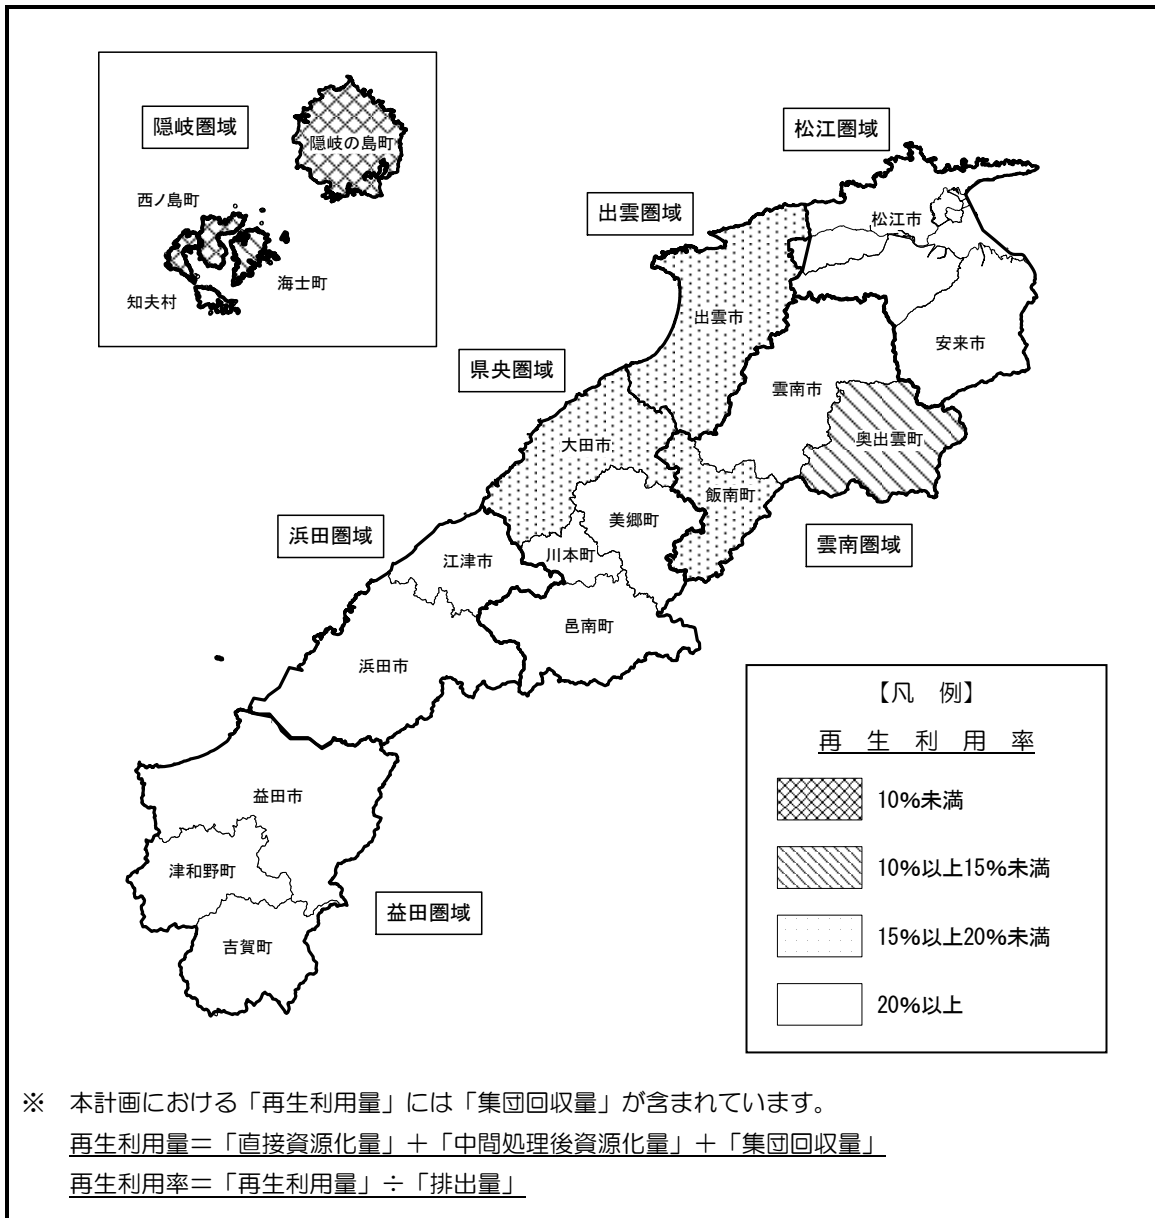 隠岐圏域
隠岐の島町
西ノ島町
海士町
知夫村
松江圏域
松江市
安来市
出雲圏域
出雲市
県央圏域
大田市
美郷町
川本町
邑南町
雲南市
奥出雲町
飯南町
雲南圏域
浜田圏域
江津市
浜田市
益田市
津和野町
吉賀町
益田圏域
【凡 例】
再 生 利 用 率
10%未満
10%以上15%未満
15%以上20%未満
20%以上
※ 本計画における「再生利用量」には「集団回収量」が含まれています。
再生利用量＝「直接資源化量」＋「中間処理後資源化量」＋「集団回収量」
再生利用率＝「再生利用量」÷「排出量」